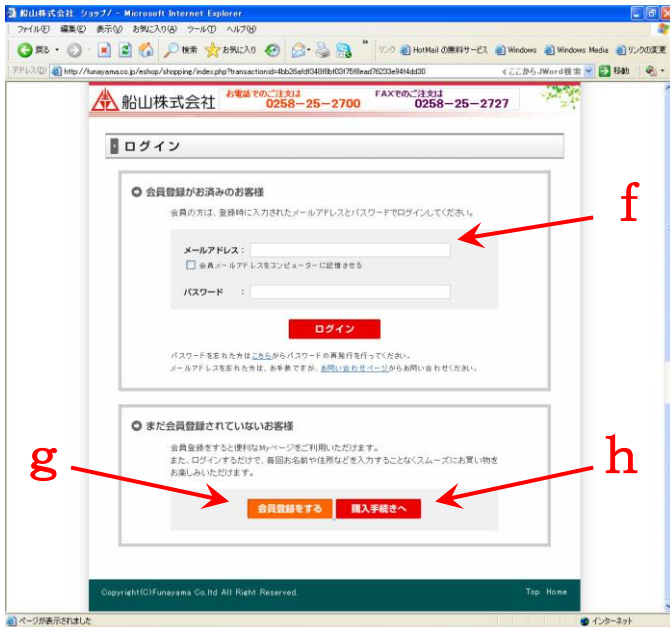 船山株式会社 ショップ/ - Microsoft Internet Explorer
ファイル(F) 編集(E) 表示(V) お気に入り(A) ツール(T) ヘルプ(H)
戻る 検索 お気に入り リンク HotMail の無料サービス Windows Windows Media リンクの変更
アドレス(D) http://funayama.co.jp/eshop/shopping/index.php?transactionid=4bb26afdf348f8bf03f75f8ead76233e94f4dd30 <ここから.JWord検索 移動
船山株式会社 お電話でのご注文は 0258-25-2700 FAXでのご注文は 0258-25-2727
ログイン
会員登録がお済みのお客様
会員の方は、登録時に入力されたメールアドレスとパスワードでログインしてください。
f
メールアドレス:
会員メールアドレスをコンピューターに記憶させる
パスワード :
ログイン
パスワードを忘れた方はこちらからパスワードの再発行を行ってください。
メールアドレスを忘れた方は、お手数ですが、お問い合わせページからお問い合わせください。
まだ会員登録されていないお客様
会員登録をすると便利なMyページをご利用いただけます。
また、ログインするだけで、毎回お名前や住所などを入力することなくスムーズにお買い物を
お楽しみいただけます。
g
h
会員登録をする 購入手続きへ
Copyright(C)Funayama Co.ltd All Right Reserved. Top Home
ページが表示されました インターネット